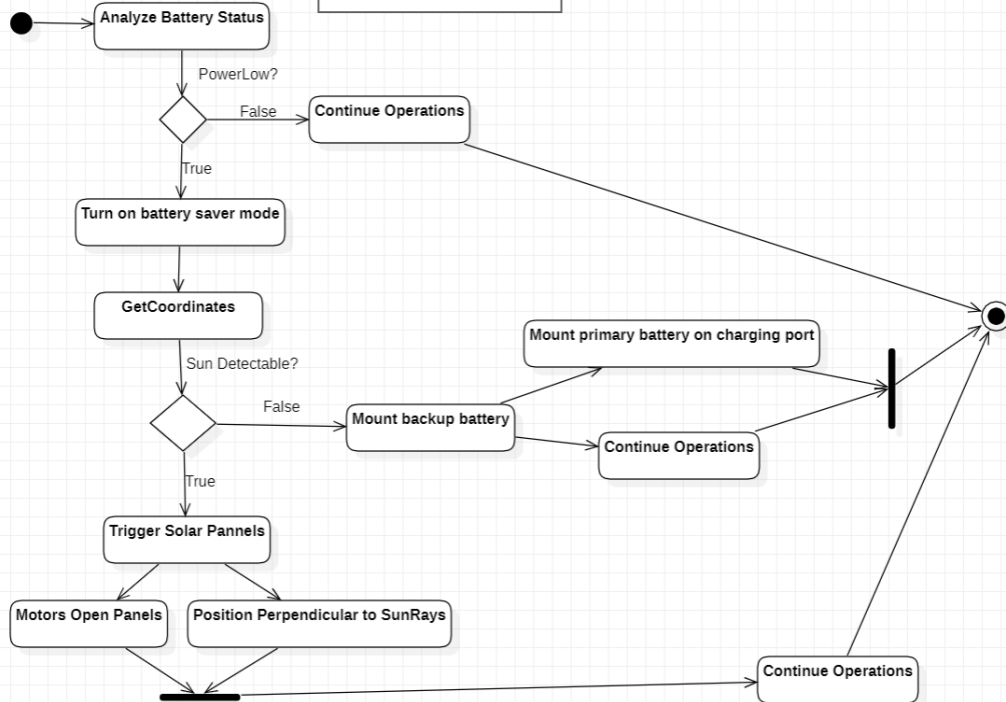 Analyze Battery Status
PowerLow?
False
Continue Operations
True
Turn on battery saver mode
GetCoordinates
Sun Detectable?
False
Mount primary battery on charging port
Mount backup battery
Continue Operations
True
Trigger Solar Pannels
Motors Open Panels
Position Perpendicular to SunRays
Continue Operations